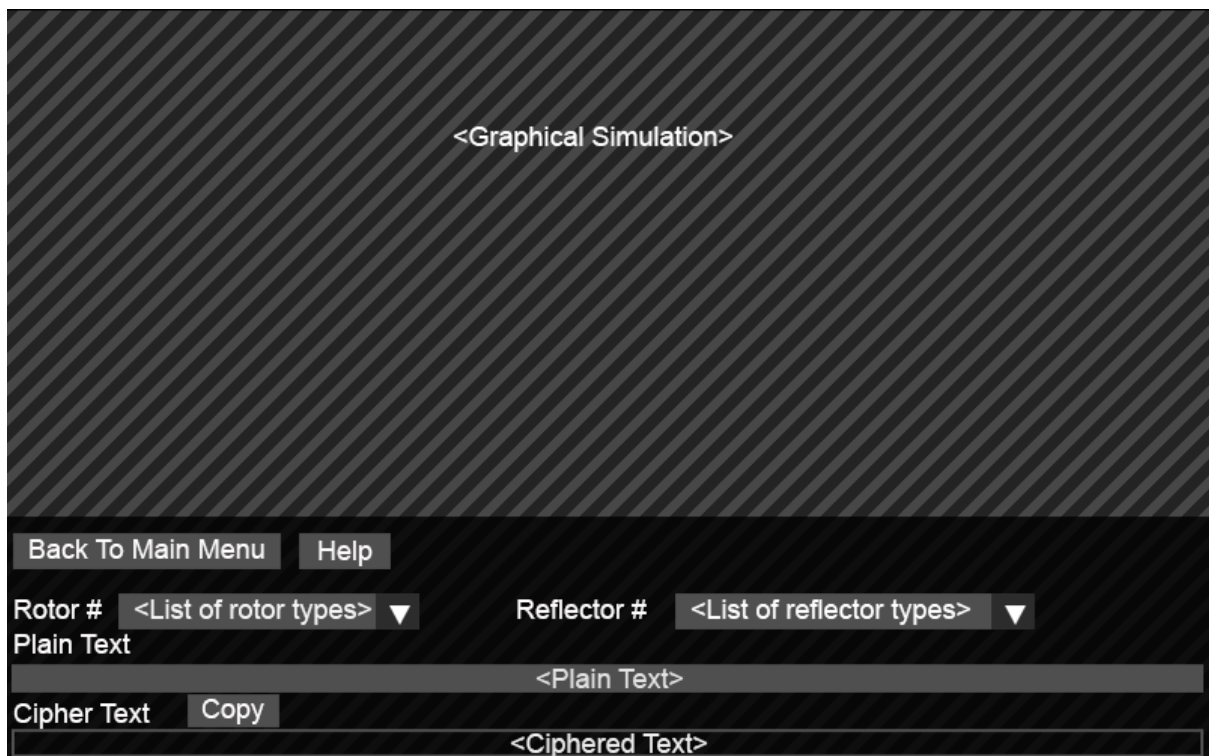 <Graphical Simulation>
Back To Main Menu Help
Rotor # <List of rotor types> ▼ Reflector # <List of reflector types> ▼
Plain Text
<Plain Text>
Cipher Text Copy
<Ciphered Text>